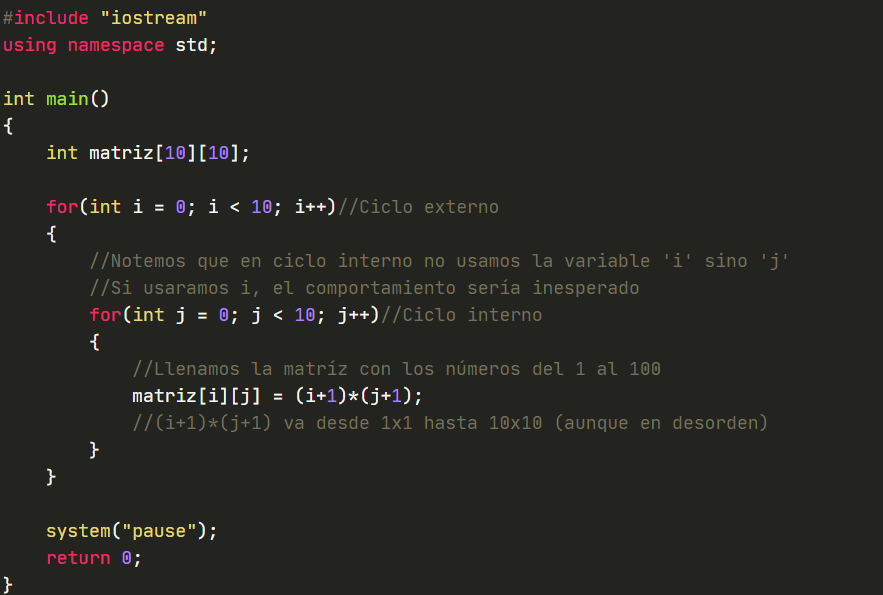 #include "iostream"
using namespace std;

int main()
{
    int matriz[10][10];

    for(int i = 0; i < 10; i++)//Ciclo externo
    {
        //Notemos que en ciclo interno no usamos la variable 'i' sino 'j'
        //Si usaramos i, el comportamiento sería inesperado
        for(int j = 0; j < 10; j++)//Ciclo interno
        {
            //Llenamos la matríz con los números del 1 al 100
            matriz[i][j] = (i+1)*(j+1);
            //(i+1)*(j+1) va desde 1x1 hasta 10x10 (aunque en desorden)
        }
    }

    system("pause");
    return 0;
}